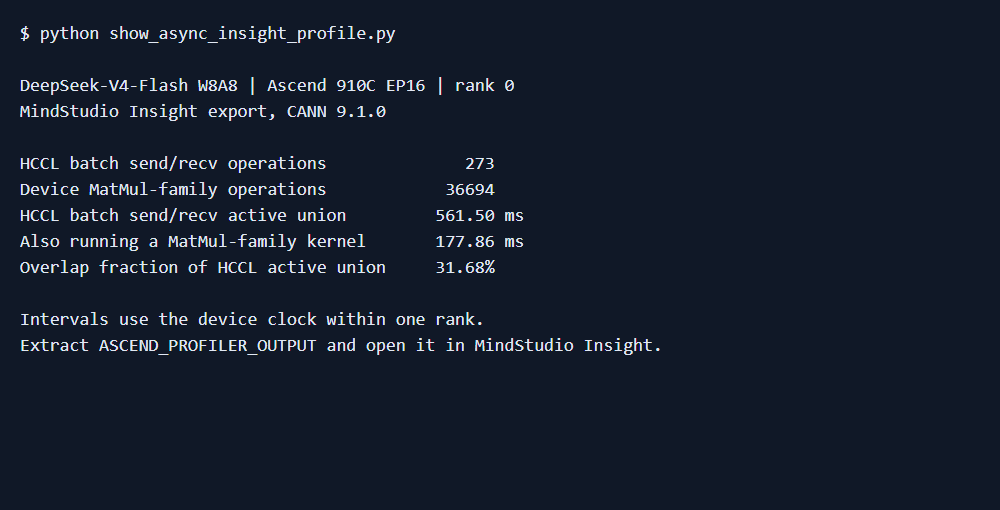 $ python show_async_insight_profile.py
DeepSeek-V4-Flash W8A8 | Ascend 910C EP16 | rank 0
MindStudio Insight export, CANN 9.1.0
HCCL batch send/recv operations 273
Device MatMul-family operations 36694
HCCL batch send/recv active union 561.50 ms
Also running a MatMul-family kernel 177.86 ms
Overlap fraction of HCCL active union 31.68%
Intervals use the device clock within one rank.
Extract ASCEND_PROFILER_OUTPUT and open it in MindStudio Insight.